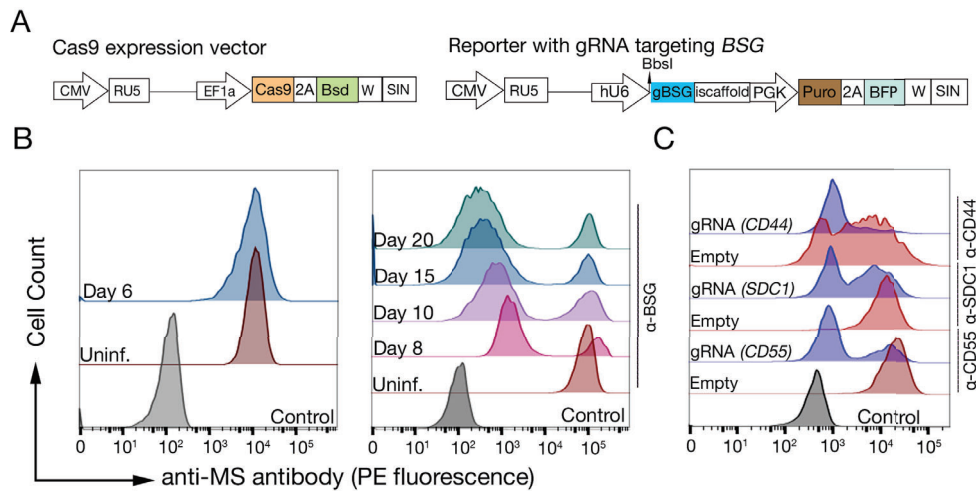 A
Cas9 expression vector
CMV RU5 EF1a Cas9 2A Bsd W SIN
Reporter with gRNA targeting BSG
BbsI
CMV RU5 hU6 gBSG iscaffold PGK Puro 2A BFP W SIN
B
Cell Count
Day 6
Uninf.
Control
10¹ 10² 10³ 10⁴ 10⁵
0
Day 20
Day 15
Day 10
Day 8
Uninf.
Control
0 10¹ 10² 10³ 10⁴ 10⁵
α-BSG
anti-MS antibody (PE fluorescence)
C
gRNA (CD44)
Empty
gRNA (SDC1)
Empty
gRNA (CD55)
Empty
Control
0 10¹ 10² 10³ 10⁴ 10⁵
α-CD44
α-SDC1
α-CD55